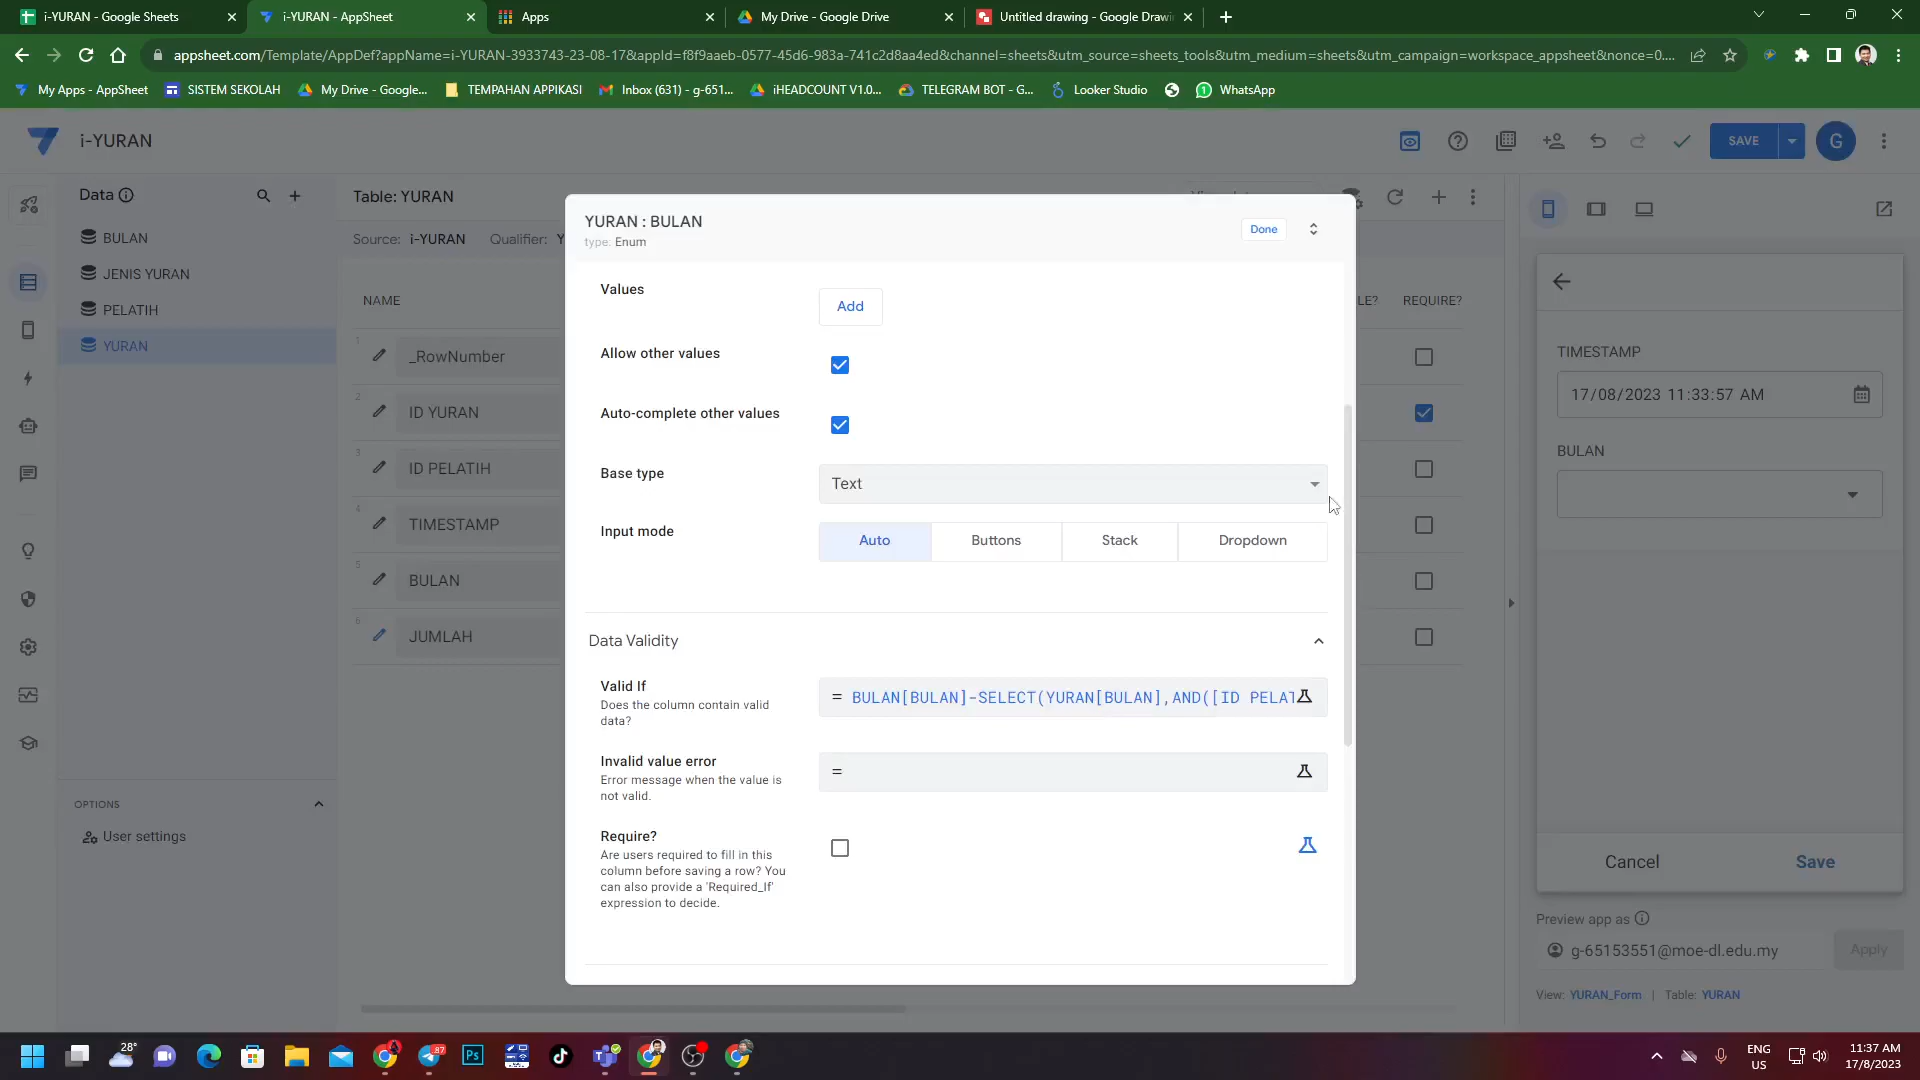 i-YURAN - Google Sheets
i-YURAN - AppSheet
Apps
My Drive - Google Drive
Untitled drawing - Google Drawi
appsheet.com/Template/AppDef?appName=i-YURAN-3933743-23-08-17&appId=f8f9aaeb-0577-45d6-983a-741c2d8aa4ed&channel=sheets&utm_source=sheets_tools&utm_medium=sheets&utm_campaign=workspace_appsheet&nonce=0....
My Apps - AppSheet
SISTEM SEKOLAH
My Drive - Google...
TEMPAHAN APPIKASI
Inbox (631) - g-651...
iHEADCOUNT V1.0...
TELEGRAM BOT - G...
Looker Studio
WhatsApp
i-YURAN
SAVE
G
Data
Table: YURAN
Source: i-YURAN Qualifier: Y
BULAN
JENIS YURAN
PELATIH
YURAN
OPTIONS
User settings
NAME
LE?
REQUIRE?
1
_RowNumber
2
ID YURAN
3
ID PELATIH
4
TIMESTAMP
5
BULAN
6
JUMLAH
YURAN : BULAN
type: Enum
Done
Values
Add
Allow other values
Auto-complete other values
Base type
Text
Input mode
Auto
Buttons
Stack
Dropdown
Data Validity
Valid If
Does the column contain valid
data?
= BULAN[BULAN]-SELECT(YURAN[BULAN],AND([ID PELAT
Invalid value error
Error message when the value is
not valid.
=
Require?
Are users required to fill in this
column before saving a row? You
can also provide a 'Required_If'
expression to decide.
TIMESTAMP
17/08/2023 11:33:57 AM
BULAN
Cancel
Save
Preview app as
g-65153551@moe-dl.edu.my
Apply
View: YURAN_Form | Table: YURAN
28°
87
Ps
ENG
US
11:37 AM
17/8/2023